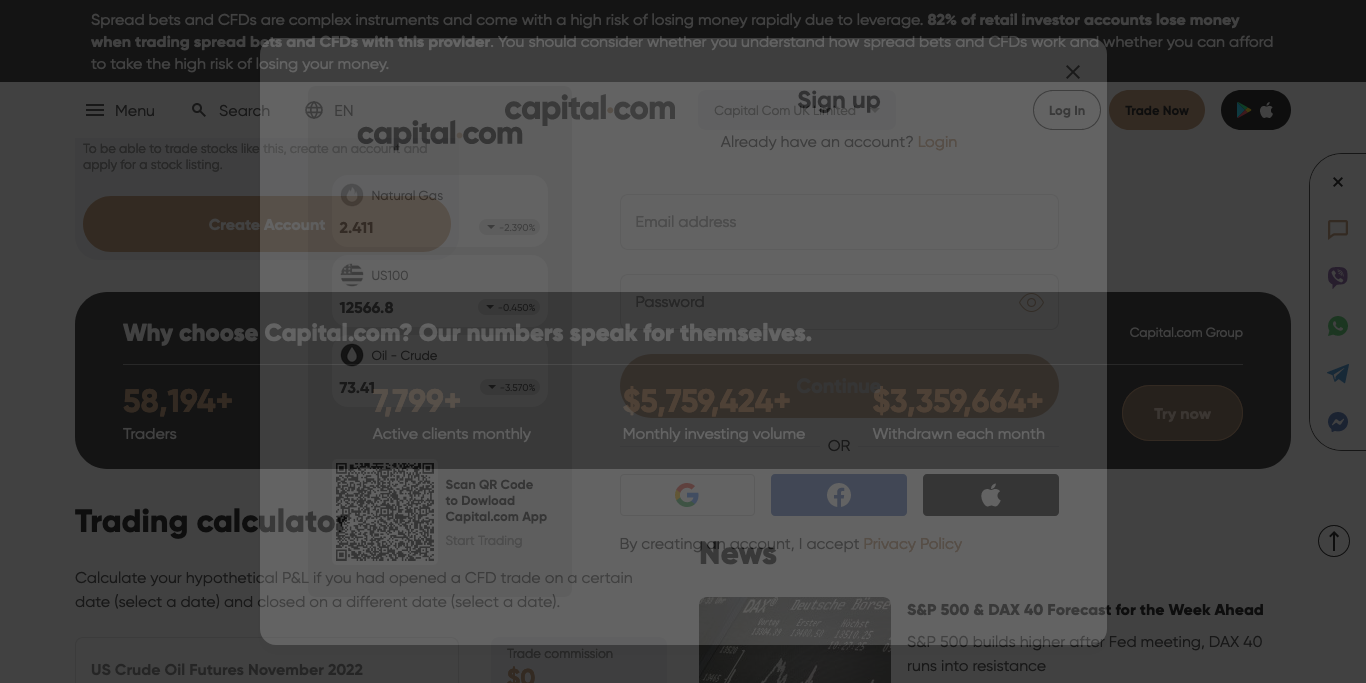 Spread bets and CFDs are complex instruments and come with a high risk of losing money rapidly due to leverage. 82% of retail investor accounts lose money
when trading spread bets and CFDs with this provider. You should consider whether you understand how spread bets and CFDs work and whether you can afford
to take the high risk of losing your money.
Menu
Search
EN
capital.com
Capital Com UK Limited
Log In
Trade Now
To be able to trade stocks like this, create an account and
apply for a stock listing.
Create Account
capital.com
Natural Gas
2.411
-2.390%
US100
12566.8
-0.450%
Oil - Crude
73.41
-3.570%
Scan QR Code
to Dowload
Capital.com App
Start Trading
Sign up
Already have an account? Login
Email address
Password
Continue
OR
By creating an account, I accept Privacy Policy
Why choose Capital.com? Our numbers speak for themselves.
Capital.com Group
58,194+
Traders
7,799+
Active clients monthly
$5,759,424+
Monthly investing volume
$3,359,664+
Withdrawn each month
Try now
Trading calculator
Calculate your hypothetical P&L if you had opened a CFD trade on a certain
date (select a date) and closed on a different date (select a date).
US Crude Oil Futures November 2022
Trade commission
$0
News
DAX
Deutsche Börse
S&P 500 & DAX 40 Forecast for the Week Ahead
S&P 500 builds higher after Fed meeting, DAX 40
runs into resistance